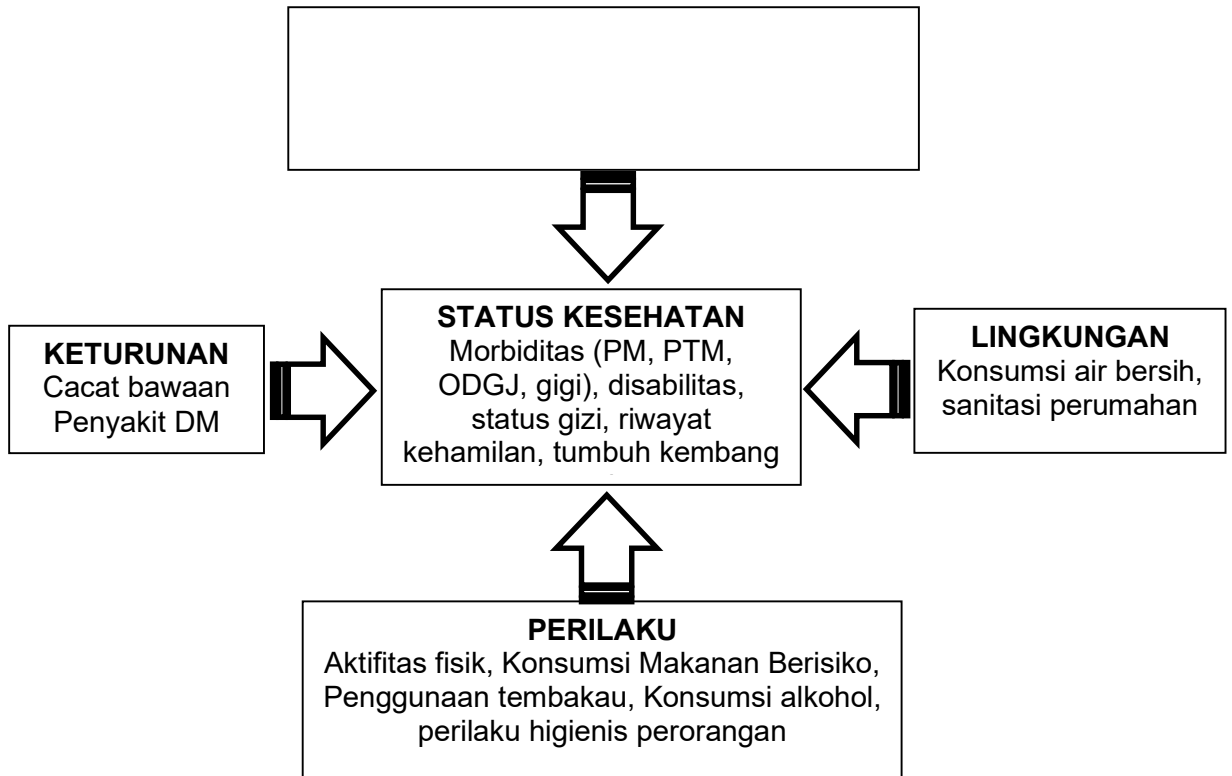 STATUS KESEHATAN
Morbiditas (PM, PTM,
ODGJ, gigi), disabilitas,
status gizi, riwayat
kehamilan, tumbuh kembang
KETURUNAN
Cacat bawaan
Penyakit DM
LINGKUNGAN
Konsumsi air bersih,
sanitasi perumahan
PERILAKU
Aktifitas fisik, Konsumsi Makanan Berisiko,
Penggunaan tembakau, Konsumsi alkohol,
perilaku higienis perorangan